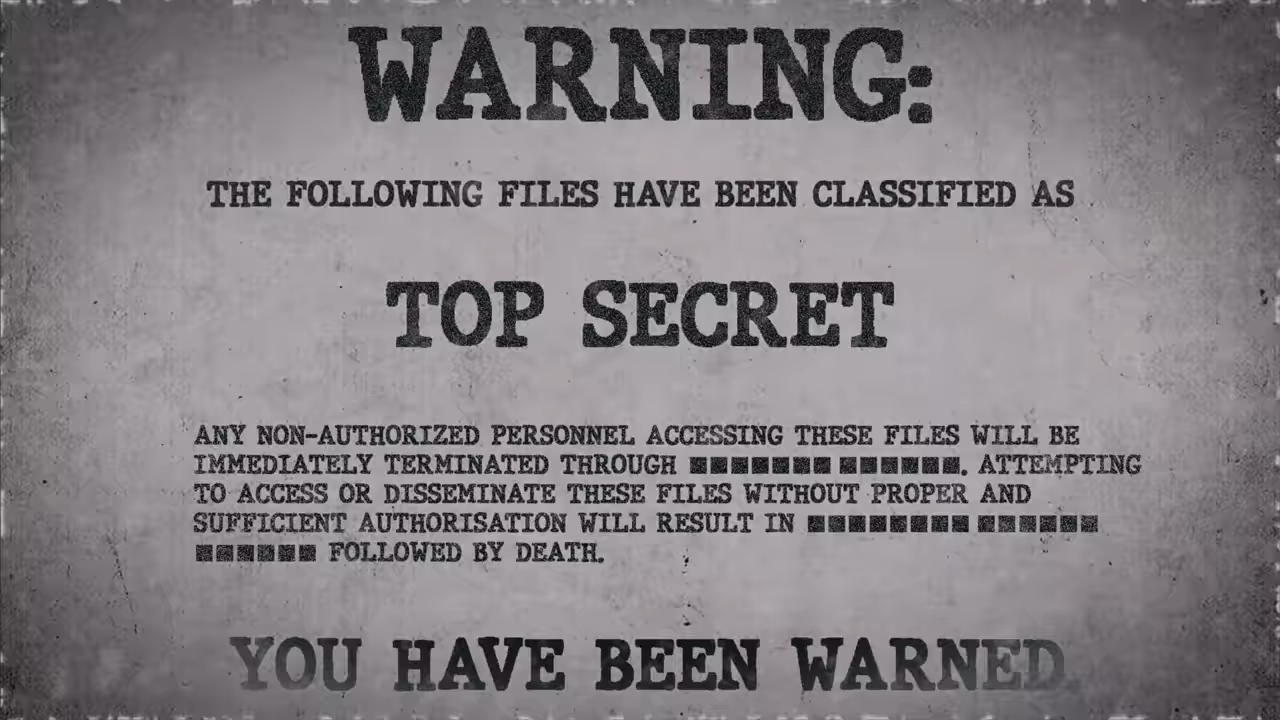 WARNING:
THE FOLLOWING FILES HAVE BEEN CLASSIFIED AS
TOP SECRET
ANY NON-AUTHORIZED PERSONNEL ACCESSING THESE FILES WILL BE
IMMEDIATELY TERMINATED THROUGH ■■■■■■■ ■■■■■■. ATTEMPTING
TO ACCESS OR DISSEMINATE THESE FILES WITHOUT PROPER AND
SUFFICIENT AUTHORISATION WILL RESULT IN ■■■■■■■■ ■■■■■■
■■■■■■ FOLLOWED BY DEATH.
YOU HAVE BEEN WARNED.